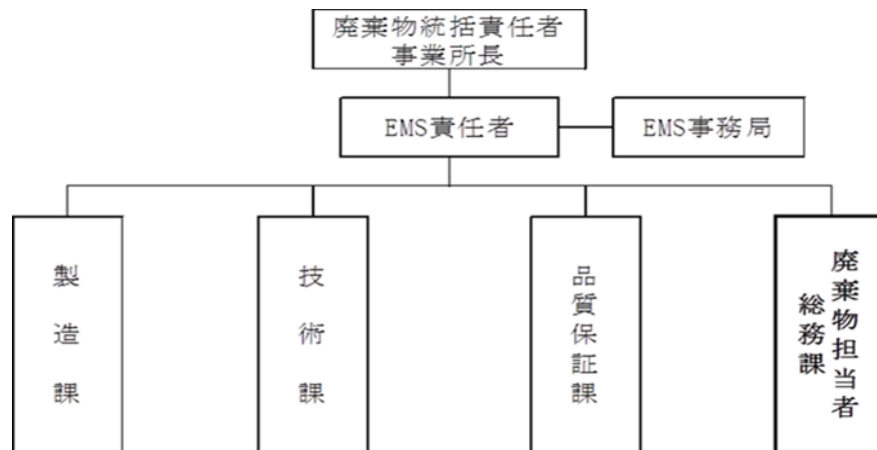 廃棄物統括責任者
事業所長
EMS責任者
EMS事務局
製造課
技術課
品質保証課
廃棄物担当者
総務課